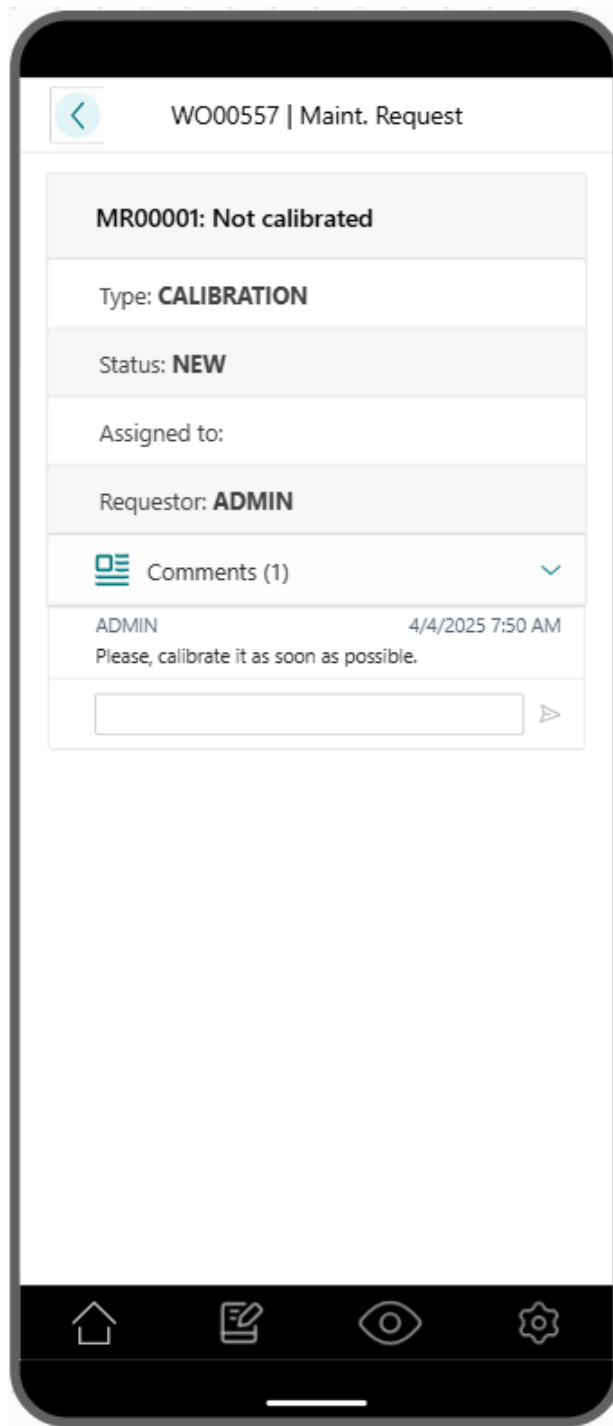 WO00557 | Maint. Request
MR00001: Not calibrated
Type: CALIBRATION
Status: NEW
Assigned to:
Requestor: ADMIN
Comments (1)
ADMIN 4/4/2025 7:50 AM
Please, calibrate it as soon as possible.